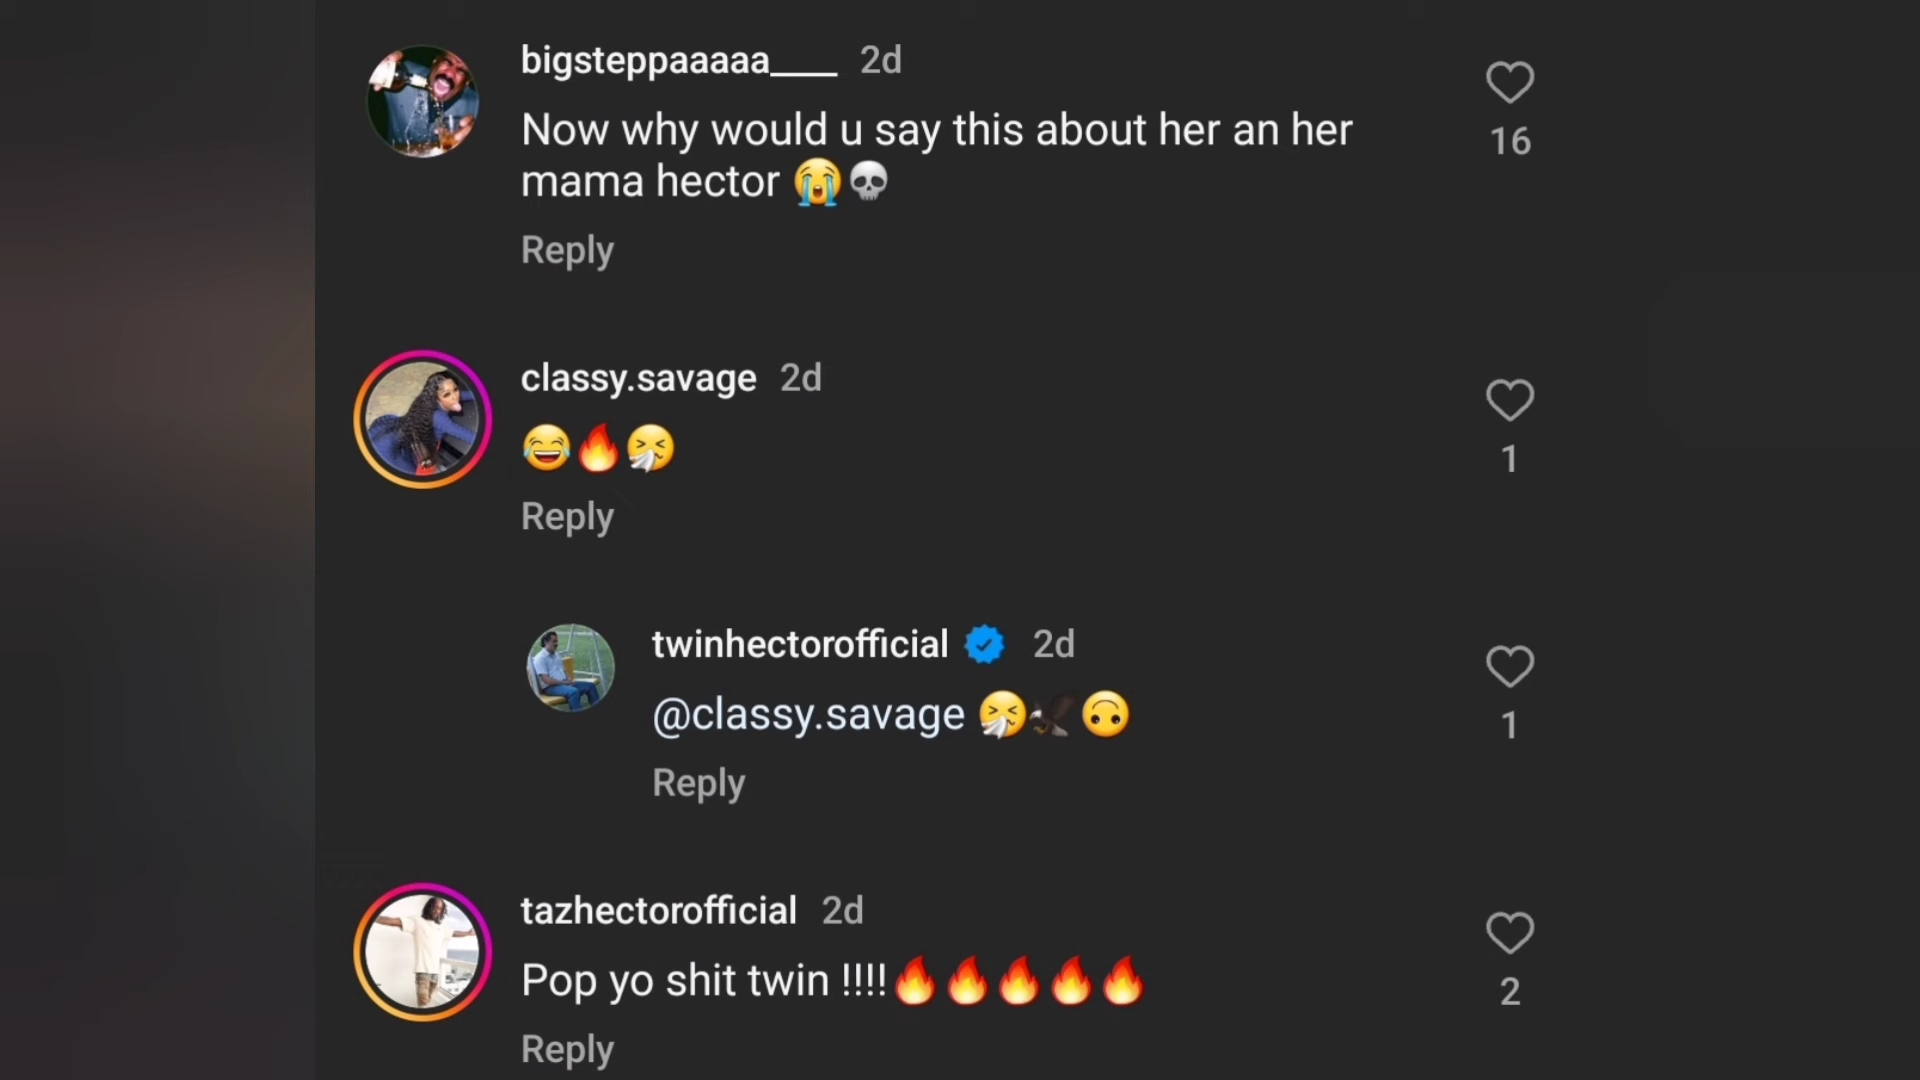 bigsteppaaaaa____ 2d
Now why would u say this about her an her
mama hector 😭💀
16
Reply
classy.savage 2d
😂🔥🤧
1
Reply
twinhectorofficial 2d
@classy.savage 🤧🦅🙃
1
Reply
tazhectorofficial 2d
Pop yo shit twin !!!!🔥🔥🔥🔥🔥
2
Reply